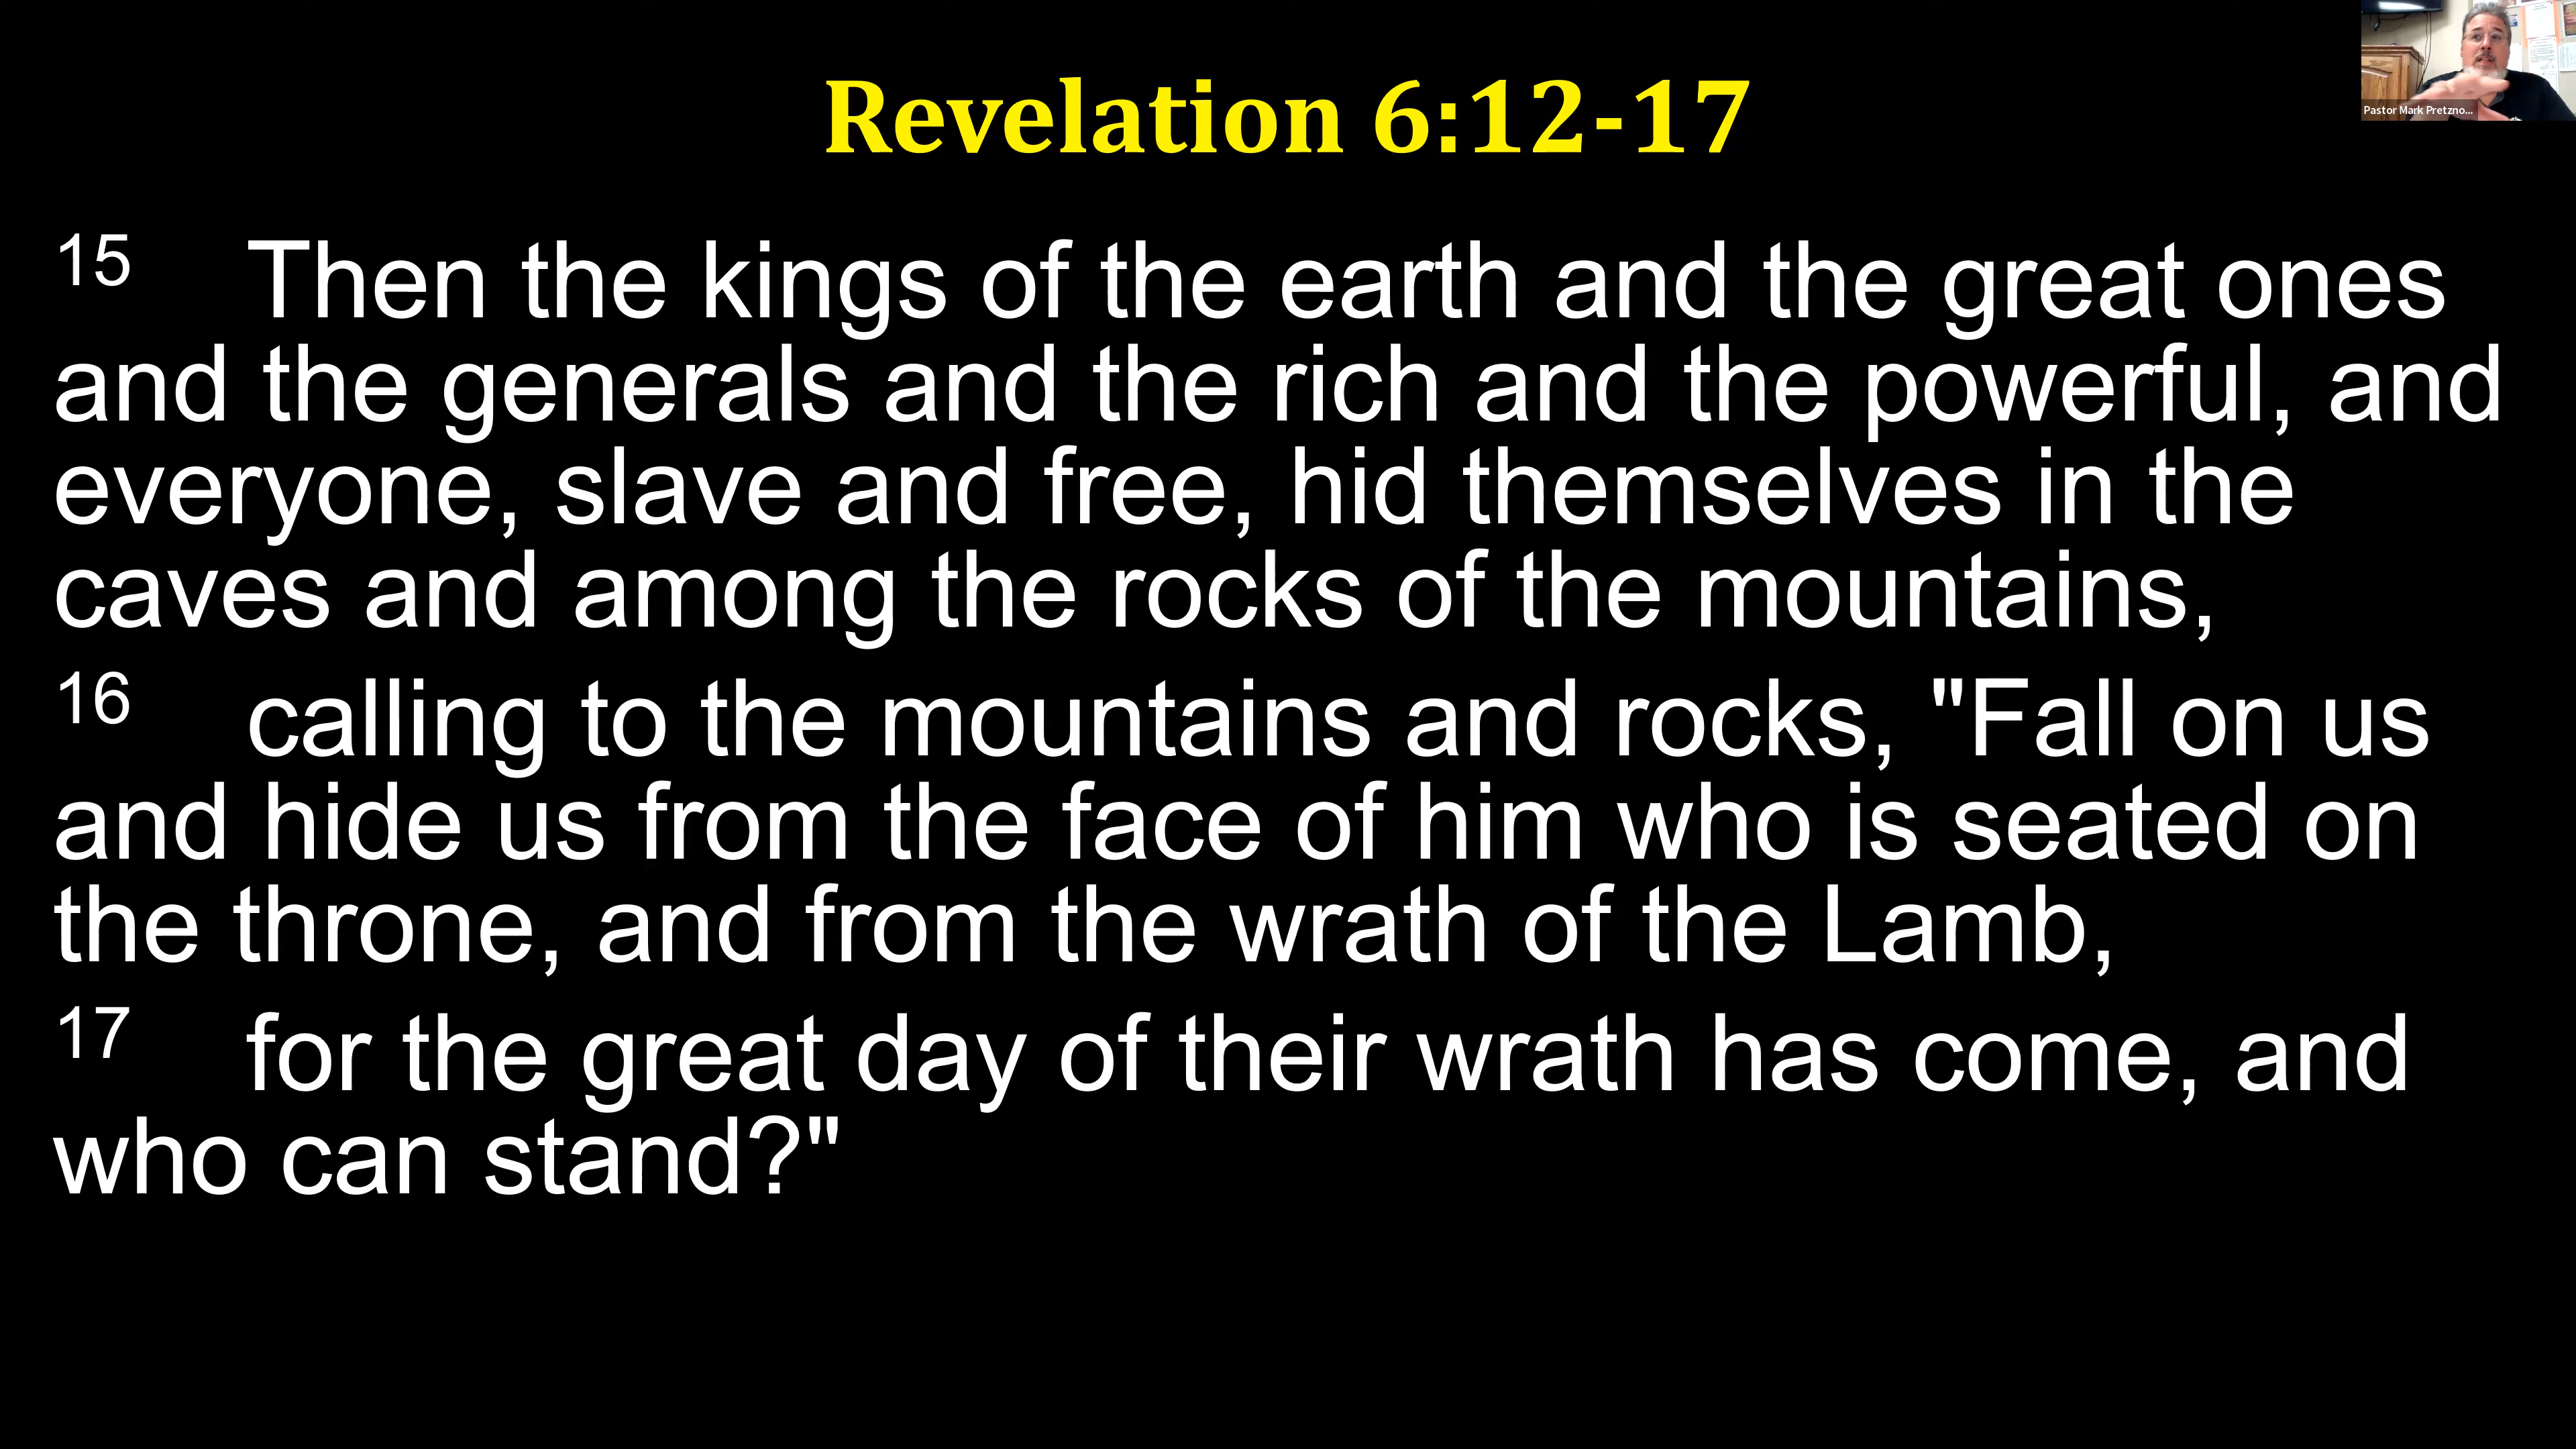 Revelation 6:12-17
Pastor Mark Pretzno...
15 Then the kings of the earth and the great ones
and the generals and the rich and the powerful, and
everyone, slave and free, hid themselves in the
caves and among the rocks of the mountains,
16 calling to the mountains and rocks, "Fall on us
and hide us from the face of him who is seated on
the throne, and from the wrath of the Lamb,
17 for the great day of their wrath has come, and
who can stand?"